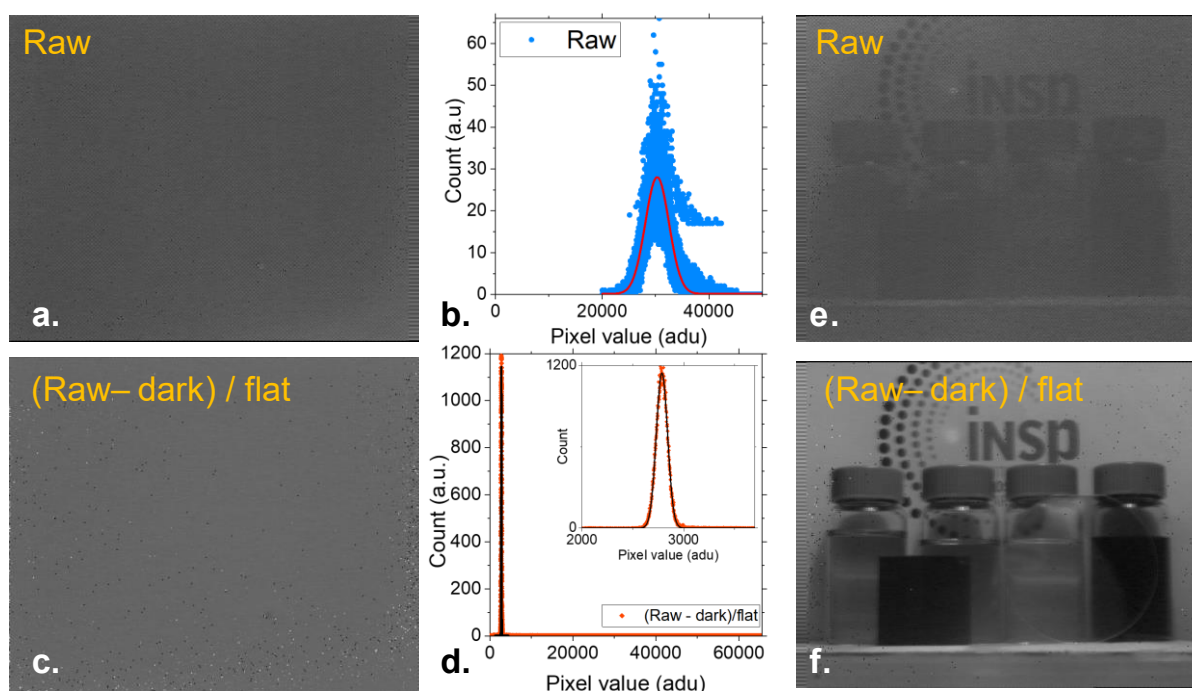 Raw
a.
60
50
40
30
20
10
0
Count (a.u)
Raw
b.
0 20000 40000
Pixel value (adu)
Raw
iNSP
e.
(Raw– dark) / flat
c.
1200
1000
800
600
400
200
0
Count (a.u.)
1200
Count
0
2000 3000
Pixel value (adu)
(Raw - dark)/flat
d.
0 20000 40000 60000
Pixel value (adu)
(Raw– dark) / flat
iNSP
f.